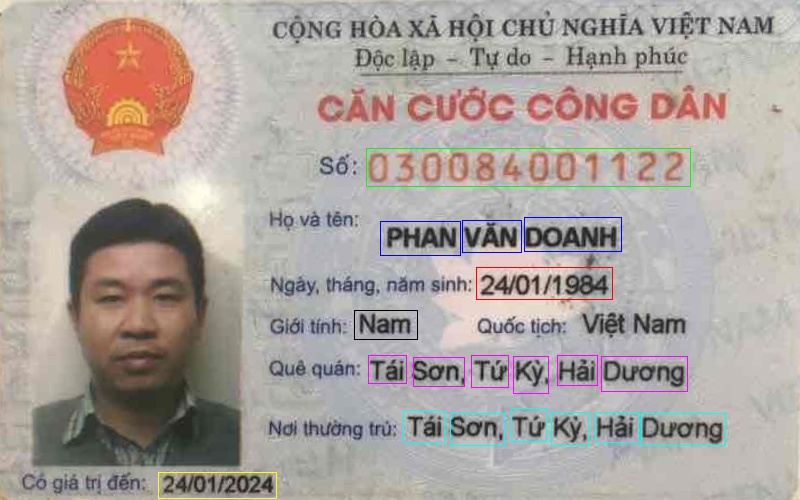 CỘNG HÒA XÃ HỘI CHỦ NGHĨA VIỆT NAM
Độc lập - Tự do - Hạnh phúc
CĂN CƯỚC CÔNG DÂN
Số: 030084001122
Họ và tên: PHAN VĂN DOANH
Ngày, tháng, năm sinh: 24/01/1984
Giới tính: Nam Quốc tịch: Việt Nam
Quê quán: Tái Sơn, Tứ Kỳ, Hải Dương
Nơi thường trú: Tái Sơn, Tứ Kỳ, Hải Dương
Có giá trị đến: 24/01/2024